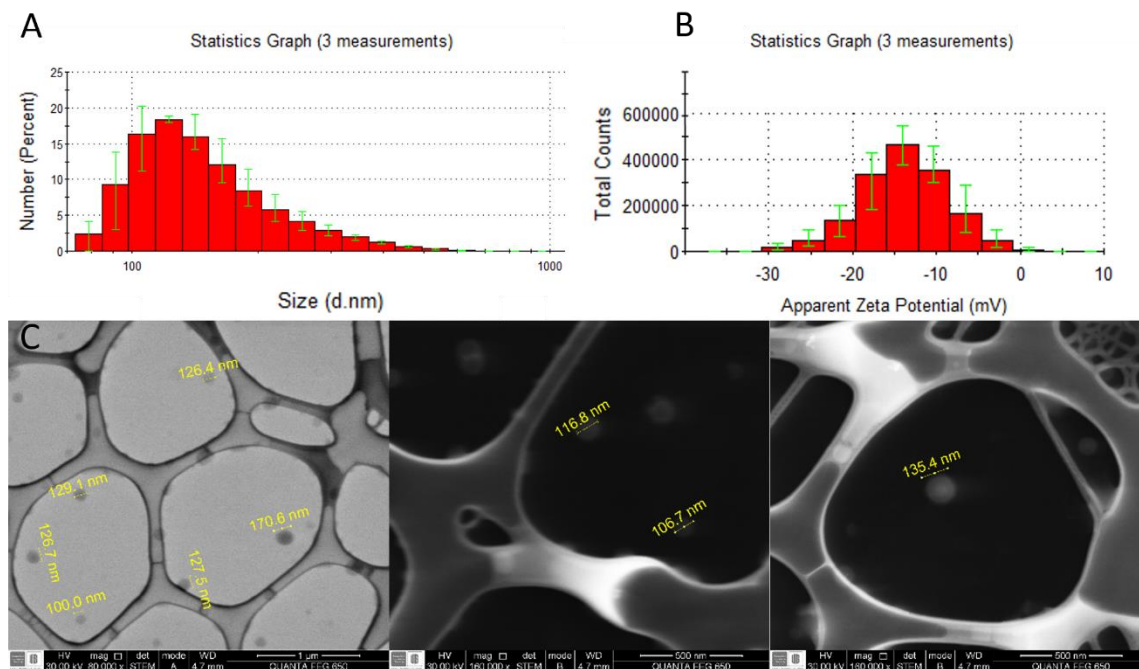 A
Statistics Graph (3 measurements)
Number (Percent)
25
20
15
10
5
0
100
1000
Size (d.nm)
B
Statistics Graph (3 measurements)
Total Counts
600000
400000
200000
0
-30
-20
-10
0
10
Apparent Zeta Potential (mV)
C
126.4 nm
129.1 nm
126.7 nm
170.6 nm
127.5 nm
100.0 nm
HV mag det mode WD 1 µm
30.00 kV 80 000 x STEM A 4.7 mm QUANTA FEG 650
116.8 nm
106.7 nm
HV mag det mode WD 500 nm
30.00 kV 160 000 x STEM B 4.7 mm QUANTA FEG 650
135.4 nm
HV mag det mode WD 500 nm
30.00 kV 160 000 x STEM B 4.7 mm QUANTA FEG 650